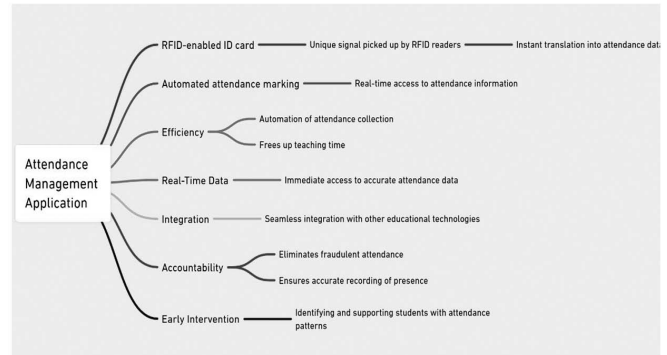 RFID-enabled ID card
Unique signal picked up by RFID readers
Instant translation into attendance data
Automated attendance marking
Real-time access to attendance information
Efficiency
Automation of attendance collection
Frees up teaching time
Attendance
Management
Application
Real-Time Data
Immediate access to accurate attendance data
Integration
Seamless integration with other educational technologies
Accountability
Eliminates fraudulent attendance
Ensures accurate recording of presence
Early Intervention
Identifying and supporting students with attendance
patterns